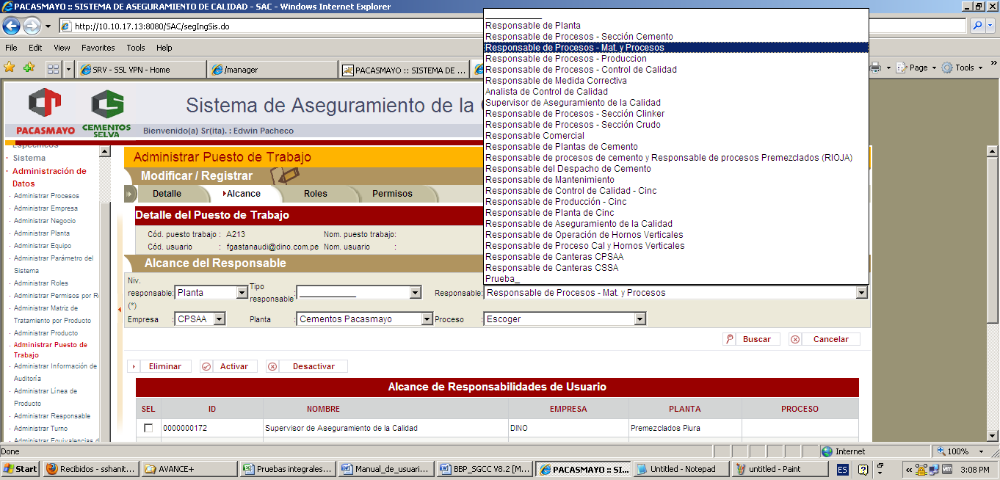 PACASMAYO :: SISTEMA DE ASEGURAMIENTO DE CALIDAD - SAC - Windows Internet Explorer
http://10.10.17.13:8080/SAC/segIngSis.do
File Edit View Favorites Tools Help
SRV - SSL VPN - Home
/manager
PACASMAYO :: SISTEMA DE ...
Page
Tools
»
PACASMAYO
CEMENTOS SELVA
Sistema de Aseguramiento de la
Bienvenido(a) Sr(ita). : Edwin Pacheco
Específicos
· Sistema
· Administración de
Datos
· Administrar Procesos
· Administrar Empresa
· Administrar Negocio
· Administrar Planta
· Administrar Equipo
· Administrar Parámetro del
Sistema
· Administrar Roles
· Administrar Permisos por R
· Administrar Matriz de
Tratamiento por Producto
· Administrar Producto
· Administrar Puesto de
Trabajo
· Administrar Información de
Auditoría
· Administrar Línea de
Producto
· Administrar Responsable
· Administrar Turno
· Administrar Equivalencias d
Administrar Puesto de Trabajo
Modificar / Registrar
Detalle
Alcance
Roles
Permisos
Detalle del Puesto de Trabajo
Cód. puesto trabajo : A213
Nom. puesto trabajo:
Cód. usuario : fgastanaudi@dino.com.pe
Nom. usuario :
Alcance del Responsable
Niv.
responsable:
(*)
Planta
Tipo
responsable:
____________
Responsable:
Responsable de Procesos - Mat. y Procesos
Empresa : CPSAA
Planta : Cementos Pacasmayo
Proceso : Escoger
____________
Responsable de Planta
Responsable de Procesos - Sección Cemento
Responsable de Procesos - Mat. y Procesos
Responsable de Procesos - Produccion
Responsable de Procesos - Control de Calidad
Responsable de Medida Correctiva
Analista de Control de Calidad
Supervisor de Aseguramiento de la Calidad
Responsable de Procesos - Sección Clinker
Responsable de Procesos - Sección Crudo
Responsable Comercial
Responsable de Plantas de Cemento
Responsable de procesos de cemento y Responsable de procesos Premezclados (RIOJA)
Responsable del Despacho de Cemento
Responsable de Mantenimiento
Responsable de Control de Calidad - Cinc
Responsable de Producción - Cinc
Responsable de Planta de Cinc
Responsable de Aseguramiento de la Calidad
Responsable de Operación de Hornos Verticales
Responsable de Proceso Cal y Hornos Verticales
Responsable de Canteras CPSAA
Responsable de Canteras CSSA
Prueba_
Buscar
Cancelar
Eliminar
Activar
Desactivar
Alcance de Responsabilidades de Usuario
SEL ID NOMBRE EMPRESA PLANTA PROCESO
0000000172 Supervisor de Aseguramiento de la Calidad DINO Premezclados Piura
Done
Internet
100%
Start
Recibidos - sshanit...
AVANCE+
Pruebas integrales...
Manual_de_usuari...
BBP_SGCC V8.2 [M...
PACASMAYO :: SI...
Untitled - Notepad
untitled - Paint
ES
«
3:08 PM